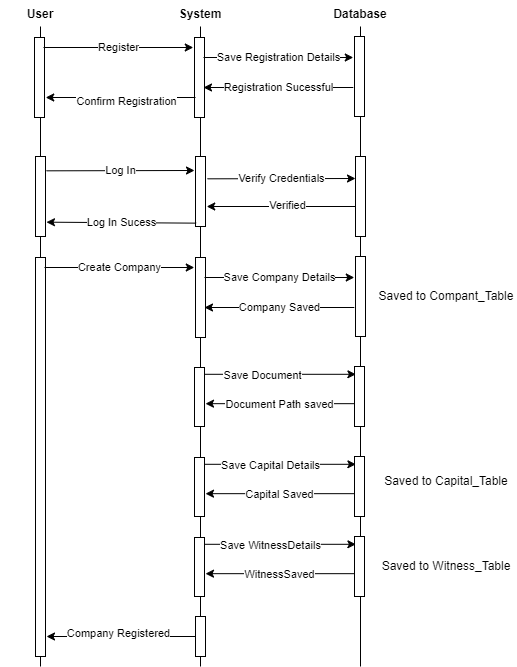 User
System
Database
Register
Save Registration Details
Registration Sucessful
Confirm Registration
Log In
Verify Credentials
Verified
Log In Sucess
Create Company
Save Company Details
Saved to Compant_Table
Company Saved
Save Document
Document Path saved
Save Capital Details
Saved to Capital_Table
Capital Saved
Save WitnessDetails
Saved to Witness_Table
WitnessSaved
Company Registered